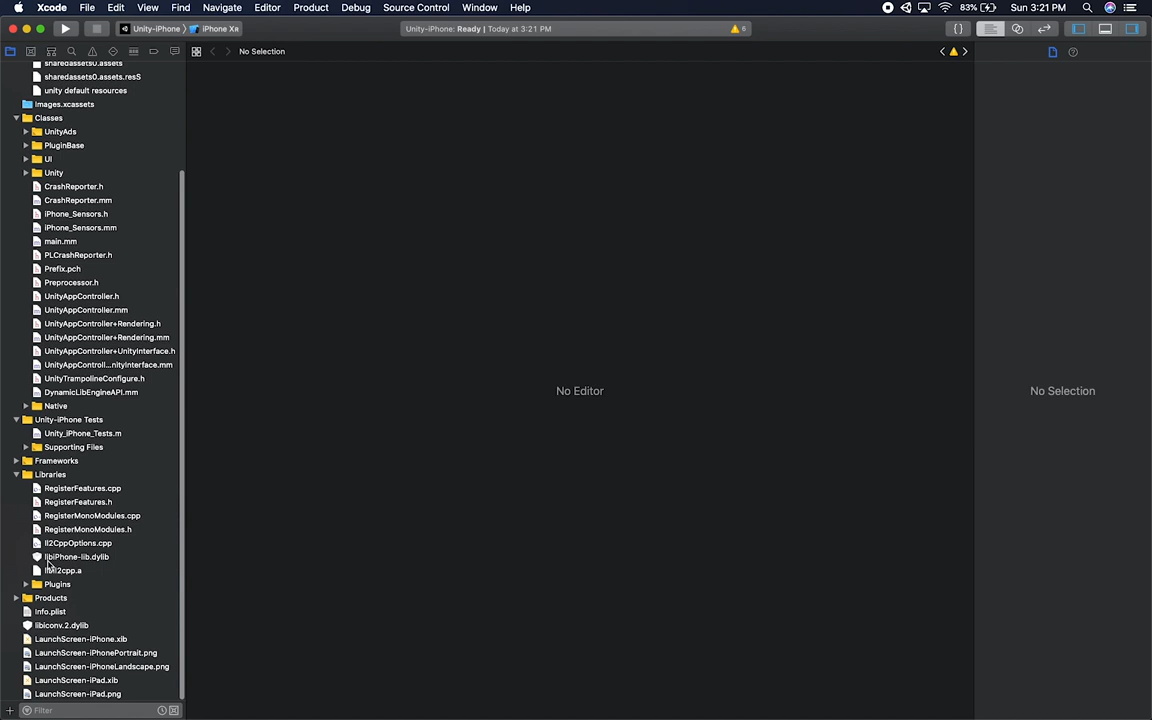 Xcode File Edit View Find Navigate Editor Product Debug Source Control Window Help 83% Sun 3:21 PM
Unity-iPhone iPhone Xʀ Unity-iPhone: Ready | Today at 3:21 PM 6 {}
No Selection
sharedassets0.assets
sharedassets0.assets.resS
unity default resources
Images.xcassets
Classes
UnityAds
PluginBase
UI
Unity
CrashReporter.h
CrashReporter.mm
iPhone_Sensors.h
iPhone_Sensors.mm
main.mm
PLCrashReporter.h
Prefix.pch
Preprocessor.h
UnityAppController.h
UnityAppController.mm
UnityAppController+Rendering.h
UnityAppController+Rendering.mm
UnityAppController+UnityInterface.h
UnityAppControll...nityInterface.mm
UnityTrampolineConfigure.h
DynamicLibEngineAPI.mm
No Editor
No Selection
Native
Unity-iPhone Tests
Unity_iPhone_Tests.m
Supporting Files
Frameworks
Libraries
RegisterFeatures.cpp
RegisterFeatures.h
RegisterMonoModules.cpp
RegisterMonoModules.h
Il2CppOptions.cpp
libiPhone-lib.dylib
libil2cpp.a
Plugins
Products
Info.plist
libiconv.2.dylib
LaunchScreen-iPhone.xib
LaunchScreen-iPhonePortrait.png
LaunchScreen-iPhoneLandscape.png
LaunchScreen-iPad.xib
LaunchScreen-iPad.png
Filter